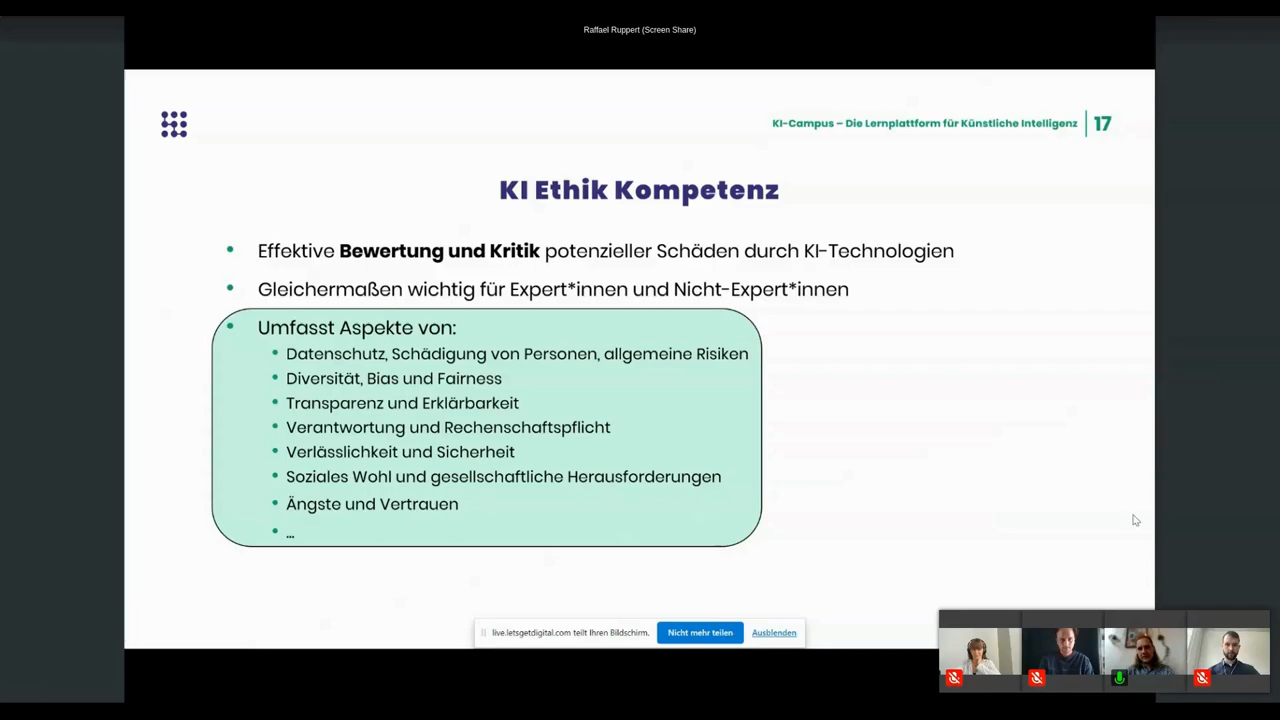 Raffael Ruppert (Screen Share)
KI-Campus – Die Lernplattform für Künstliche Intelligenz
17
KI Ethik Kompetenz
• Effektive Bewertung und Kritik potenzieller Schäden durch KI-Technologien
• Gleichermaßen wichtig für Expert*innen und Nicht-Expert*innen
• Umfasst Aspekte von:
• Datenschutz, Schädigung von Personen, allgemeine Risiken
• Diversität, Bias und Fairness
• Transparenz und Erklärbarkeit
• Verantwortung und Rechenschaftspflicht
• Verlässlichkeit und Sicherheit
• Soziales Wohl und gesellschaftliche Herausforderungen
• Ängste und Vertrauen
• ...
live.letsgetdigital.com teilt Ihren Bildschirm.
Nicht mehr teilen
Ausblenden